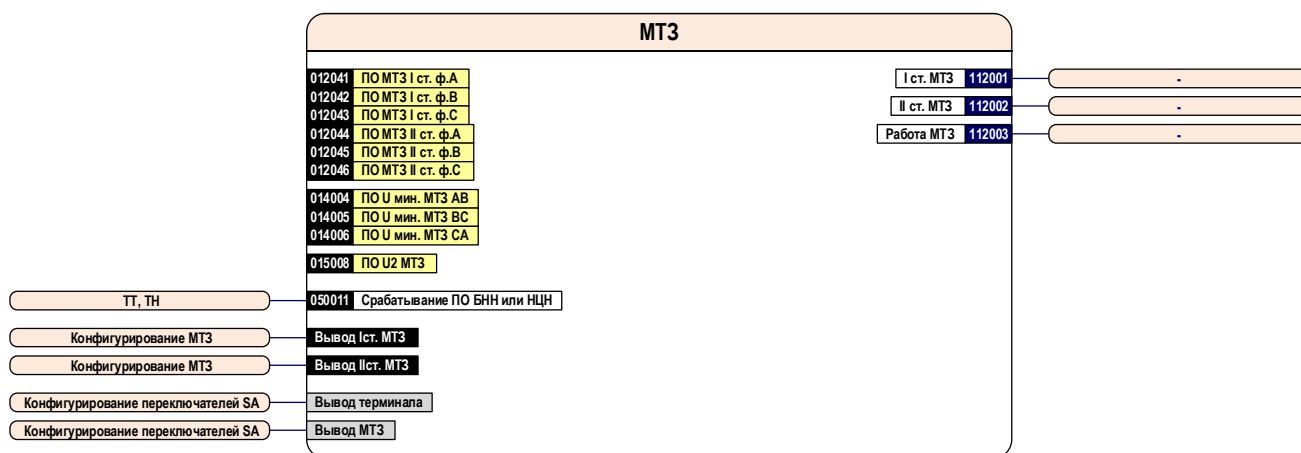 МТЗ
012041 ПО МТЗ I ст. ф.А
012042 ПО МТЗ I ст. ф.В
012043 ПО МТЗ I ст. ф.С
012044 ПО МТЗ II ст. ф.А
012045 ПО МТЗ II ст. ф.В
012046 ПО МТЗ II ст. ф.С
014004 ПО U мин. МТЗ АВ
014005 ПО U мин. МТЗ ВС
014006 ПО U мин. МТЗ СА
015008 ПО U2 МТЗ
ТТ, ТН 050011 Срабатывание ПО БНН или НЦН
Конфигурирование МТЗ Вывод Iст. МТЗ
Конфигурирование МТЗ Вывод IIст. МТЗ
Конфигурирование переключателей SA Вывод терминала
Конфигурирование переключателей SA Вывод МТЗ
I ст. МТЗ 112001 -
II ст. МТЗ 112002 -
Работа МТЗ 112003 -